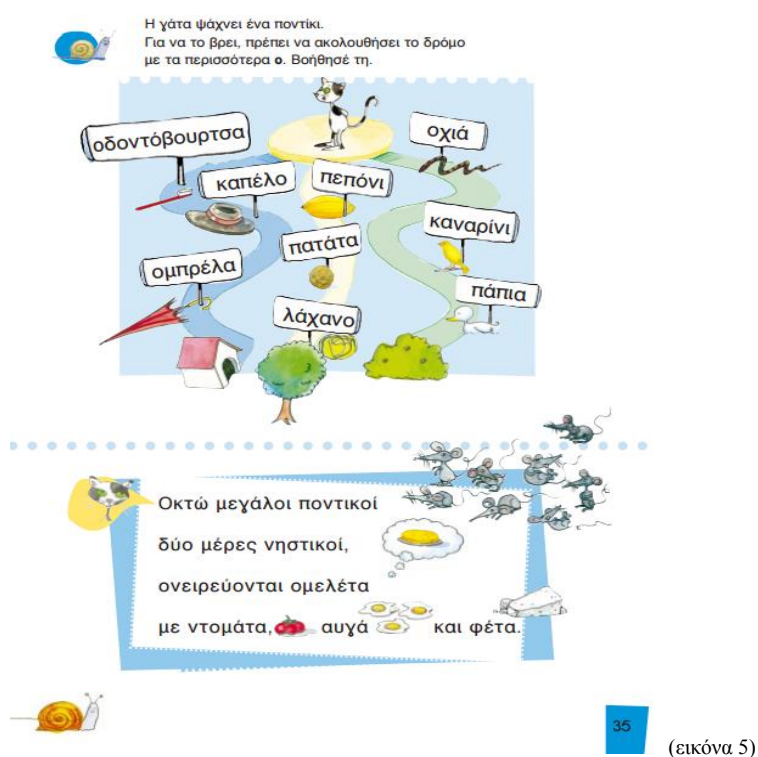 Η γάτα ψάχνει ένα ποντίκι.
Για να το βρει, πρέπει να ακολουθήσει το δρόμο
με τα περισσότερα ο. Βοήθησέ τη.
οδοντόβουρτσα
οχιά
καπέλο
πεπόνι
καναρίνι
πατάτα
ομπρέλα
πάπια
λάχανο
Οκτώ μεγάλοι ποντικοί
δύο μέρες νηστικοί,
ονειρεύονται ομελέτα
με ντομάτα, αυγά και φέτα.
35
(εικόνα 5)